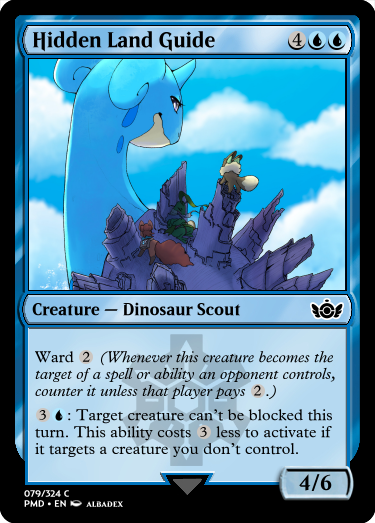 Hidden Land Guide 4
Creature — Dinosaur Scout
Ward 2 (Whenever this creature becomes the
target of a spell or ability an opponent controls,
counter it unless that player pays 2.)
3 : Target creature can't be blocked this
turn. This ability costs 3 less to activate if
it targets a creature you don't control.
4/6
079/324 C
PMD • EN ALBADEX